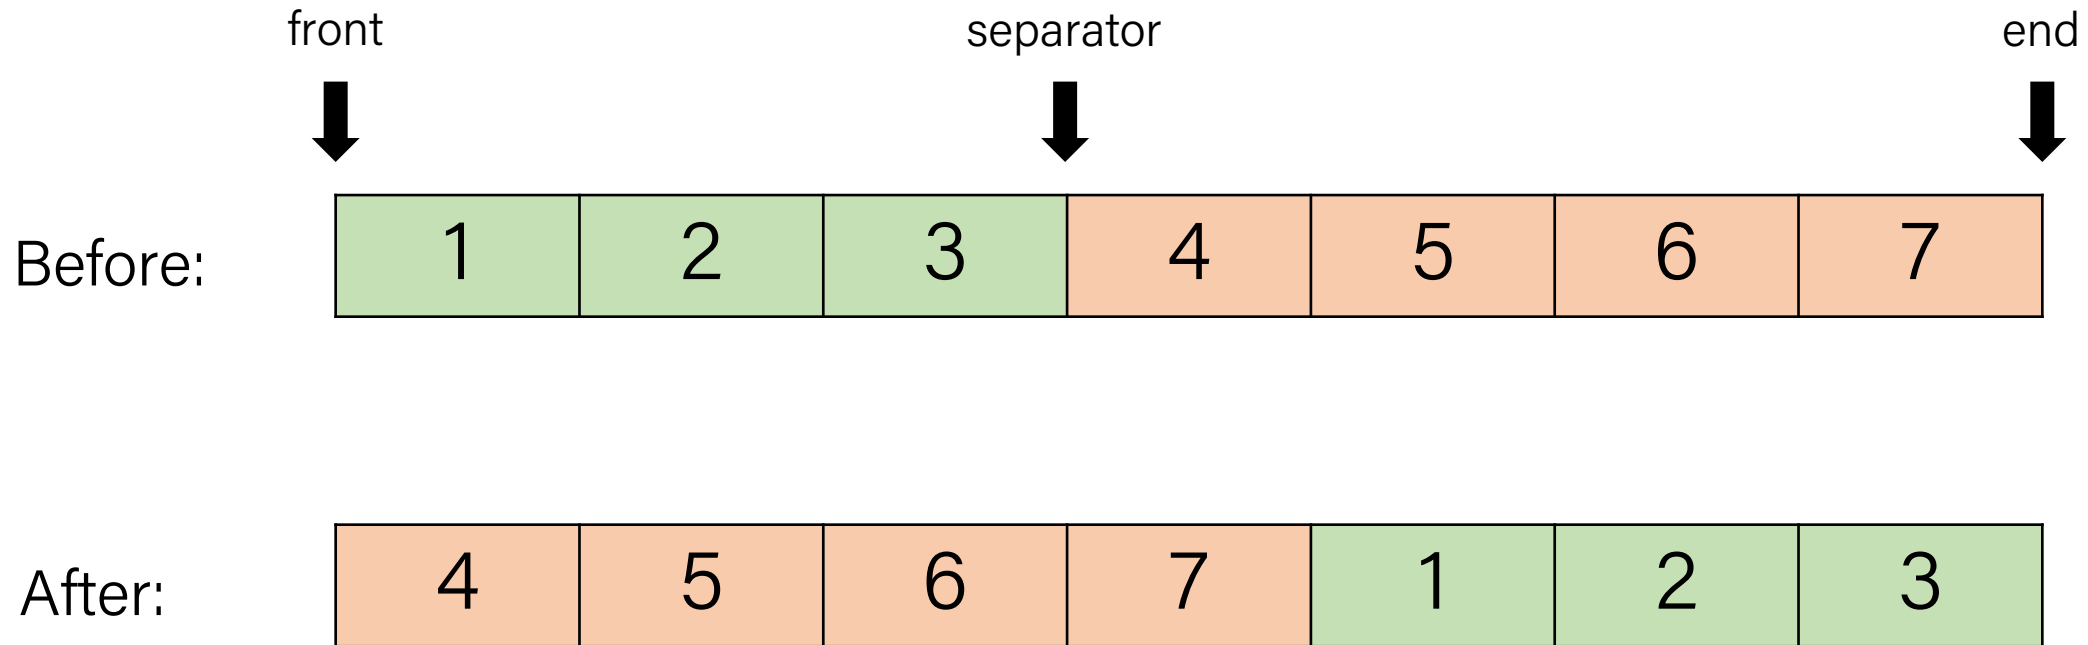 front separator end
Before: 1 2 3 4 5 6 7
After: 4 5 6 7 1 2 3